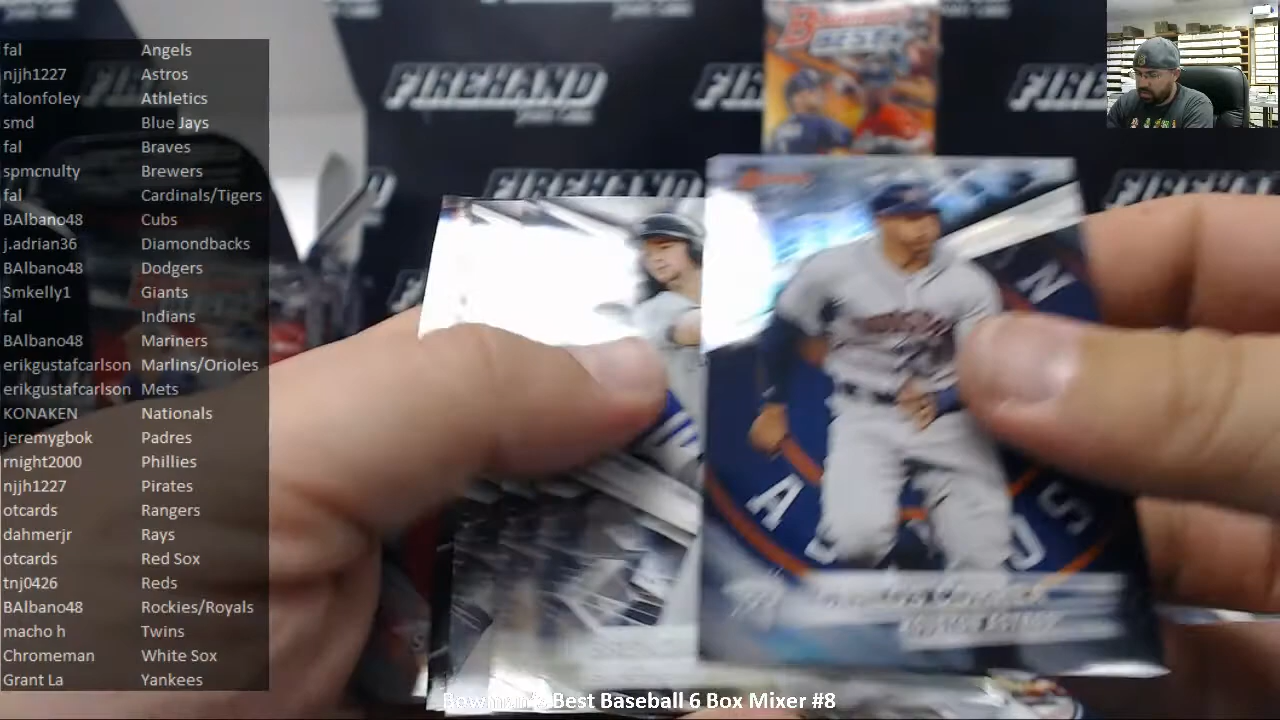 fal Angels
njjh1227 Astros
talonfoley Athletics
smd Blue Jays
fal Braves
spmcnulty Brewers
fal Cardinals/Tigers
BAlbano48 Cubs
j.adrian36 Diamondbacks
BAlbano48 Dodgers
Smkelly1 Giants
fal Indians
BAlbano48 Mariners
erikgustafcarlson Marlins/Orioles
erikgustafcarlson Mets
KONAKEN Nationals
jeremygbok Padres
rnight2000 Phillies
njjh1227 Pirates
otcards Rangers
dahmerjr Rays
otcards Red Sox
tnj0426 Reds
BAlbano48 Rockies/Royals
macho h Twins
Chromeman White Sox
Grant La Yankees
BEST
FIREHAND
FIRE
FIRE
FIREHAND
FIREHAND
Bowman's Best Baseball 6 Box Mixer #8